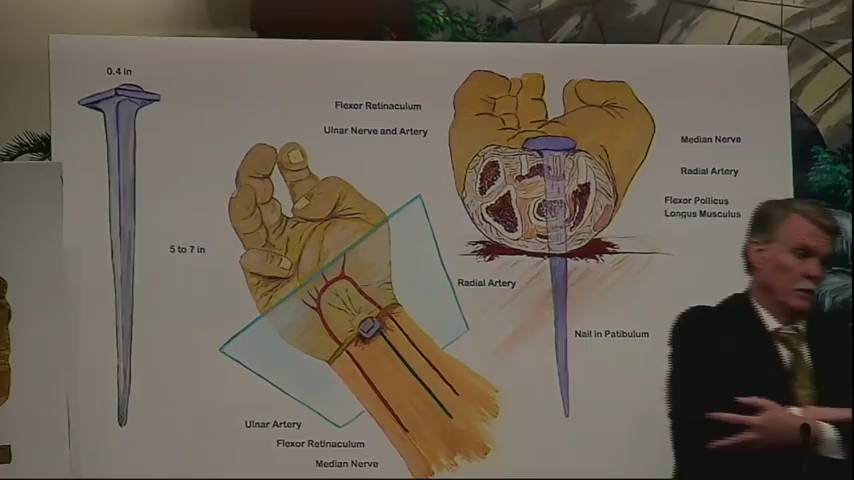 0.4 in
Flexor Retinaculum
Ulnar Nerve and Artery
Median Nerve
Radial Artery
Flexor Pollicus
Longus Musculus
5 to 7 in
Radial Artery
Nail in Patibulum
Ulnar Artery
Flexor Retinaculum
Median Nerve